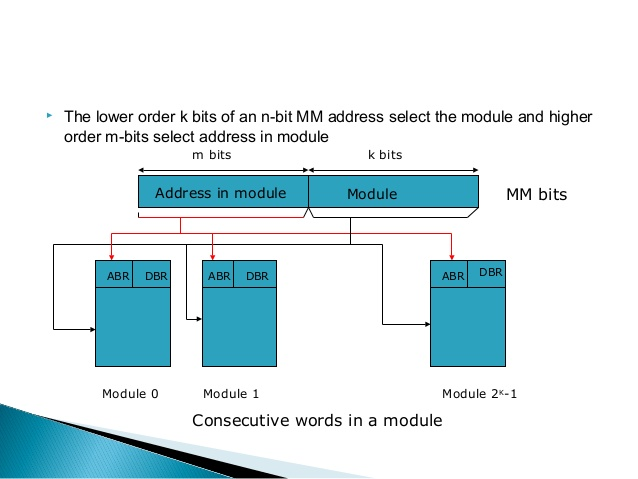 The lower order k bits of an n-bit MM address select the module and higher
order m-bits select address in module
m bits k bits
Address in module Module MM bits
ABR DBR ABR DBR ABR DBR
Module 0 Module 1 Module 2ᴷ-1
Consecutive words in a module